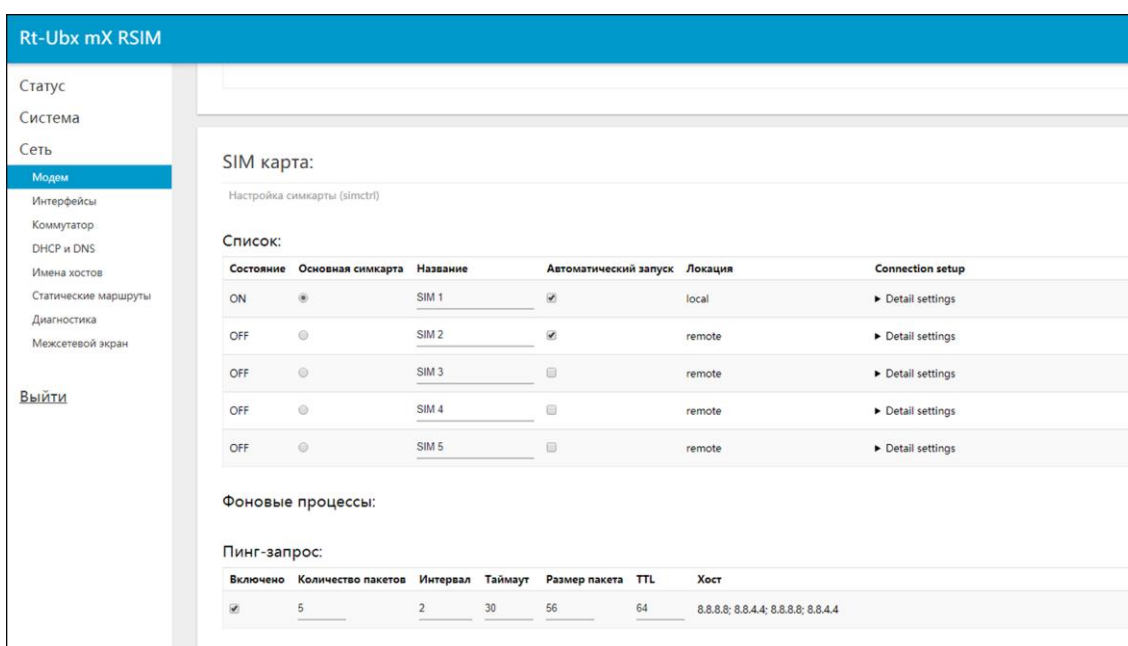 Rt-Ubx mX RSIM
Статус
Система
Сеть
Модем
Интерфейсы
Коммутатор
DHCP и DNS
Имена хостов
Статические маршруты
Диагностика
Межсетевой экран
Выйти
SIM карта:
Настройка симкарты (simctrl)
Список:
Состояние Основная симкарта Название Автоматический запуск Локация Connection setup
ON SIM 1 local ► Detail settings
OFF SIM 2 remote ► Detail settings
OFF SIM 3 remote ► Detail settings
OFF SIM 4 remote ► Detail settings
OFF SIM 5 remote ► Detail settings
Фоновые процессы:
Пинг-запрос:
Включено Количество пакетов Интервал Таймаут Размер пакета TTL Хост
5 2 30 56 64 8.8.8.8; 8.8.4.4; 8.8.8.8; 8.8.4.4